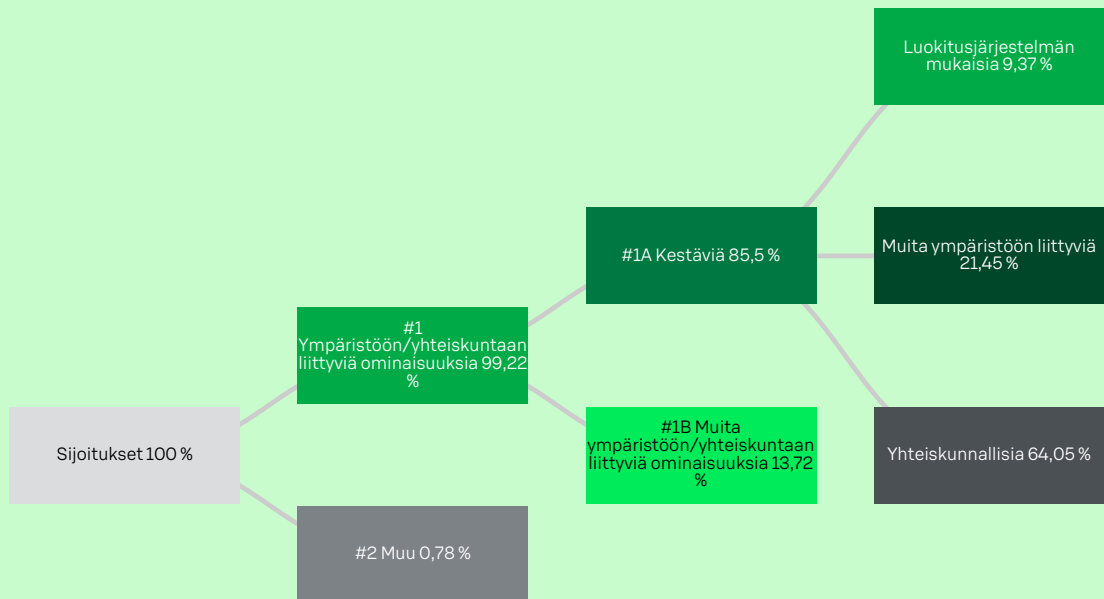 Luokitusjärjestelmän
mukaisia 9,37 %
Muita ympäristöön liittyviä
21,45 %
#1A Kestäviä 85,5 %
#1
Ympäristöön/yhteiskuntaan
liittyviä ominaisuuksia 99,22
%
#1B Muita
ympäristöön/yhteiskuntaan
liittyviä ominaisuuksia 13,72
%
Sijoitukset 100 %
Yhteiskunnallisia 64,05 %
#2 Muu 0,78 %